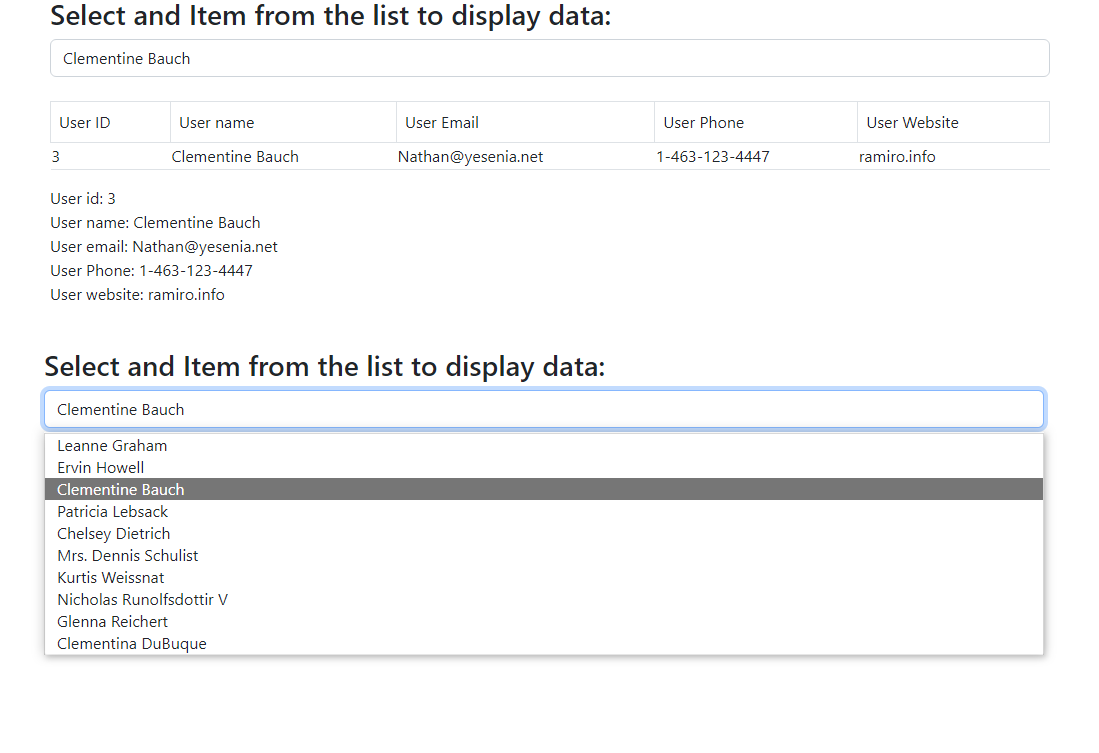 Select and Item from the list to display data:
Clementine Bauch
User ID User name User Email User Phone User Website
3 Clementine Bauch Nathan@yesenia.net 1-463-123-4447 ramiro.info
User id: 3
User name: Clementine Bauch
User email: Nathan@yesenia.net
User Phone: 1-463-123-4447
User website: ramiro.info
Select and Item from the list to display data:
Clementine Bauch
Leanne Graham
Ervin Howell
Clementine Bauch
Patricia Lebsack
Chelsey Dietrich
Mrs. Dennis Schulist
Kurtis Weissnat
Nicholas Runolfsdottir V
Glenna Reichert
Clementina DuBuque